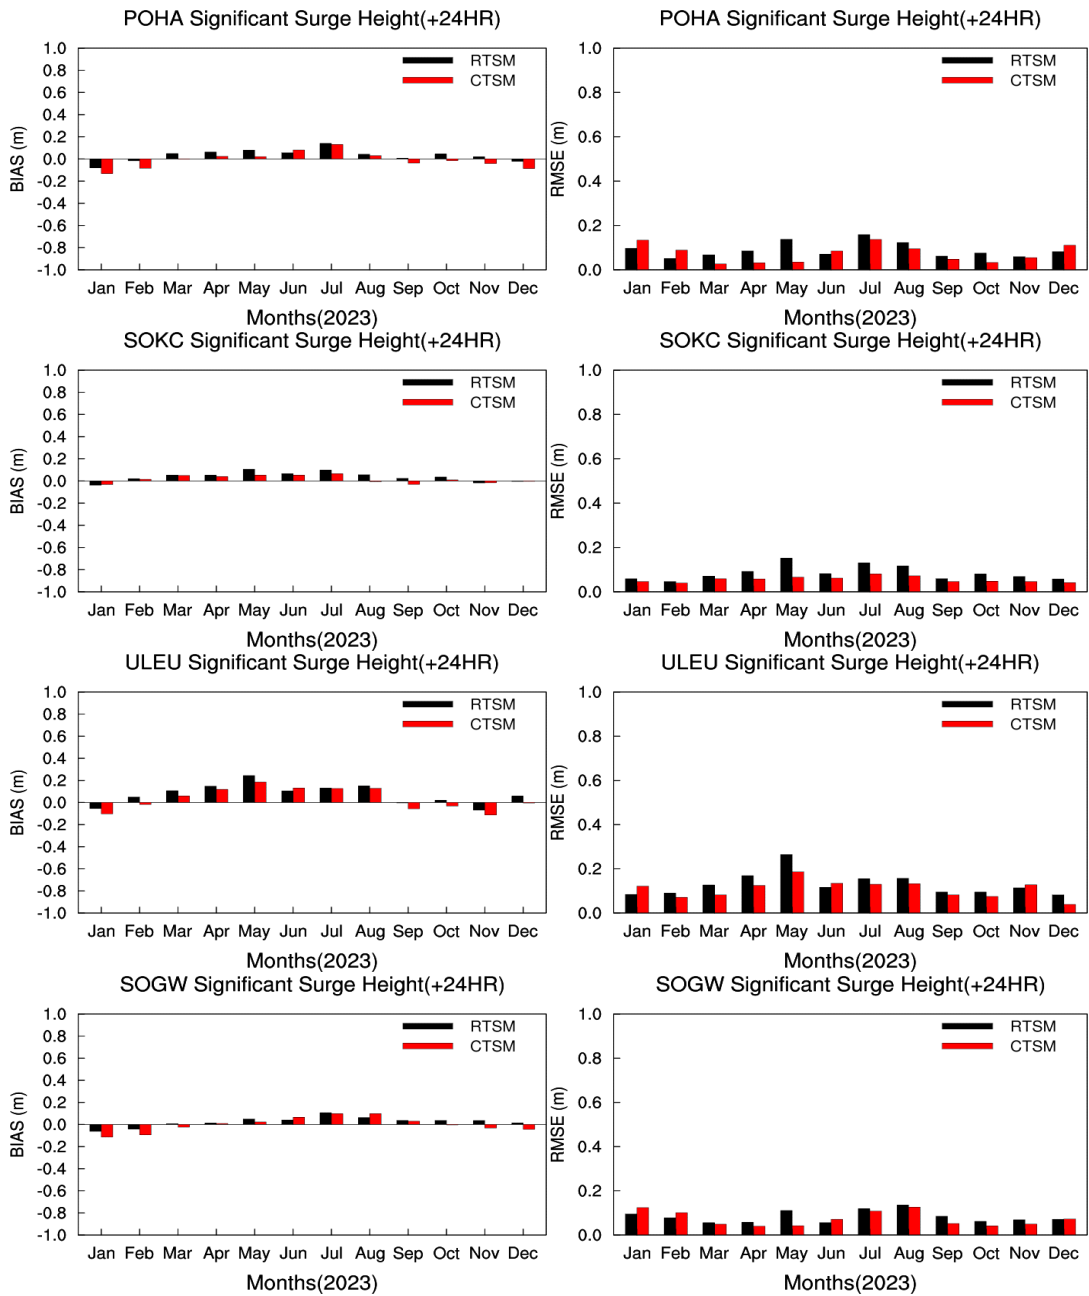 POHA Significant Surge Height(+24HR)
1.0
0.8
0.6
0.4
0.2
0.0
-0.2
-0.4
-0.6
-0.8
-1.0
BIAS (m)
RTSM
CTSM
Jan Feb Mar Apr May Jun Jul Aug Sep Oct Nov Dec
Months(2023)
POHA Significant Surge Height(+24HR)
1.0
0.8
0.6
0.4
0.2
0.0
RMSE (m)
RTSM
CTSM
Jan Feb Mar Apr May Jun Jul Aug Sep Oct Nov Dec
Months(2023)
SOKC Significant Surge Height(+24HR)
1.0
0.8
0.6
0.4
0.2
0.0
-0.2
-0.4
-0.6
-0.8
-1.0
BIAS (m)
RTSM
CTSM
Jan Feb Mar Apr May Jun Jul Aug Sep Oct Nov Dec
Months(2023)
SOKC Significant Surge Height(+24HR)
1.0
0.8
0.6
0.4
0.2
0.0
RMSE (m)
RTSM
CTSM
Jan Feb Mar Apr May Jun Jul Aug Sep Oct Nov Dec
Months(2023)
ULEU Significant Surge Height(+24HR)
1.0
0.8
0.6
0.4
0.2
0.0
-0.2
-0.4
-0.6
-0.8
-1.0
BIAS (m)
RTSM
CTSM
Jan Feb Mar Apr May Jun Jul Aug Sep Oct Nov Dec
Months(2023)
ULEU Significant Surge Height(+24HR)
1.0
0.8
0.6
0.4
0.2
0.0
RMSE (m)
RTSM
CTSM
Jan Feb Mar Apr May Jun Jul Aug Sep Oct Nov Dec
Months(2023)
SOGW Significant Surge Height(+24HR)
1.0
0.8
0.6
0.4
0.2
0.0
-0.2
-0.4
-0.6
-0.8
-1.0
BIAS (m)
RTSM
CTSM
Jan Feb Mar Apr May Jun Jul Aug Sep Oct Nov Dec
Months(2023)
SOGW Significant Surge Height(+24HR)
1.0
0.8
0.6
0.4
0.2
0.0
RMSE (m)
RTSM
CTSM
Jan Feb Mar Apr May Jun Jul Aug Sep Oct Nov Dec
Months(2023)